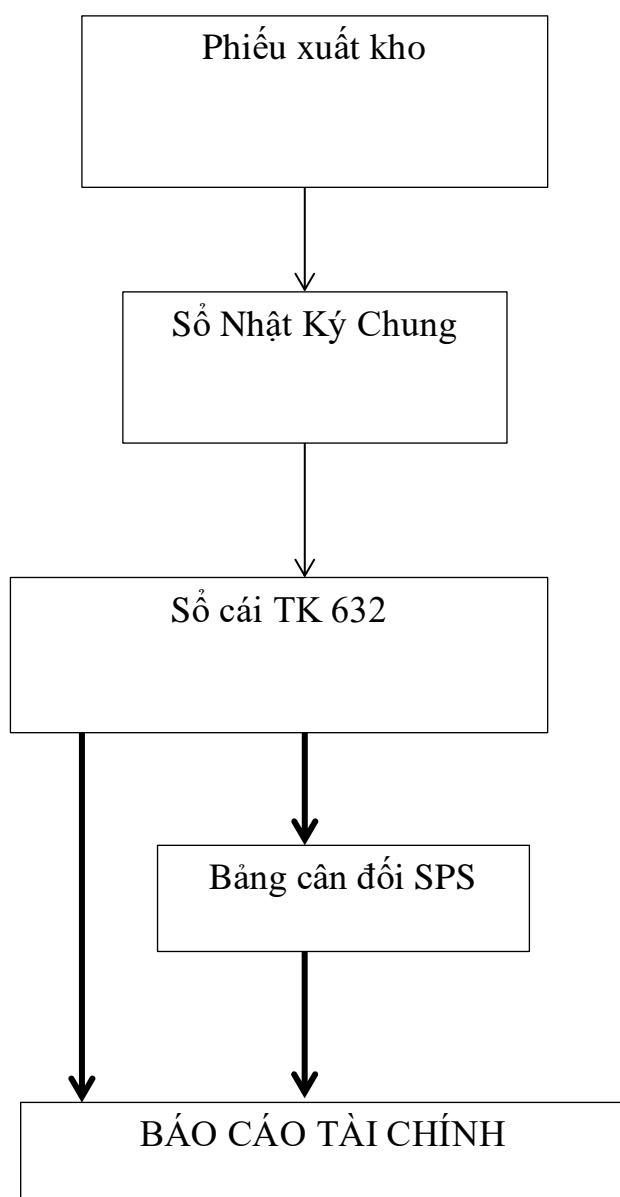 Phiếu xuất kho
Sổ Nhật Ký Chung
Sổ cái TK 632
Bảng cân đối SPS
BÁO CÁO TÀI CHÍNH